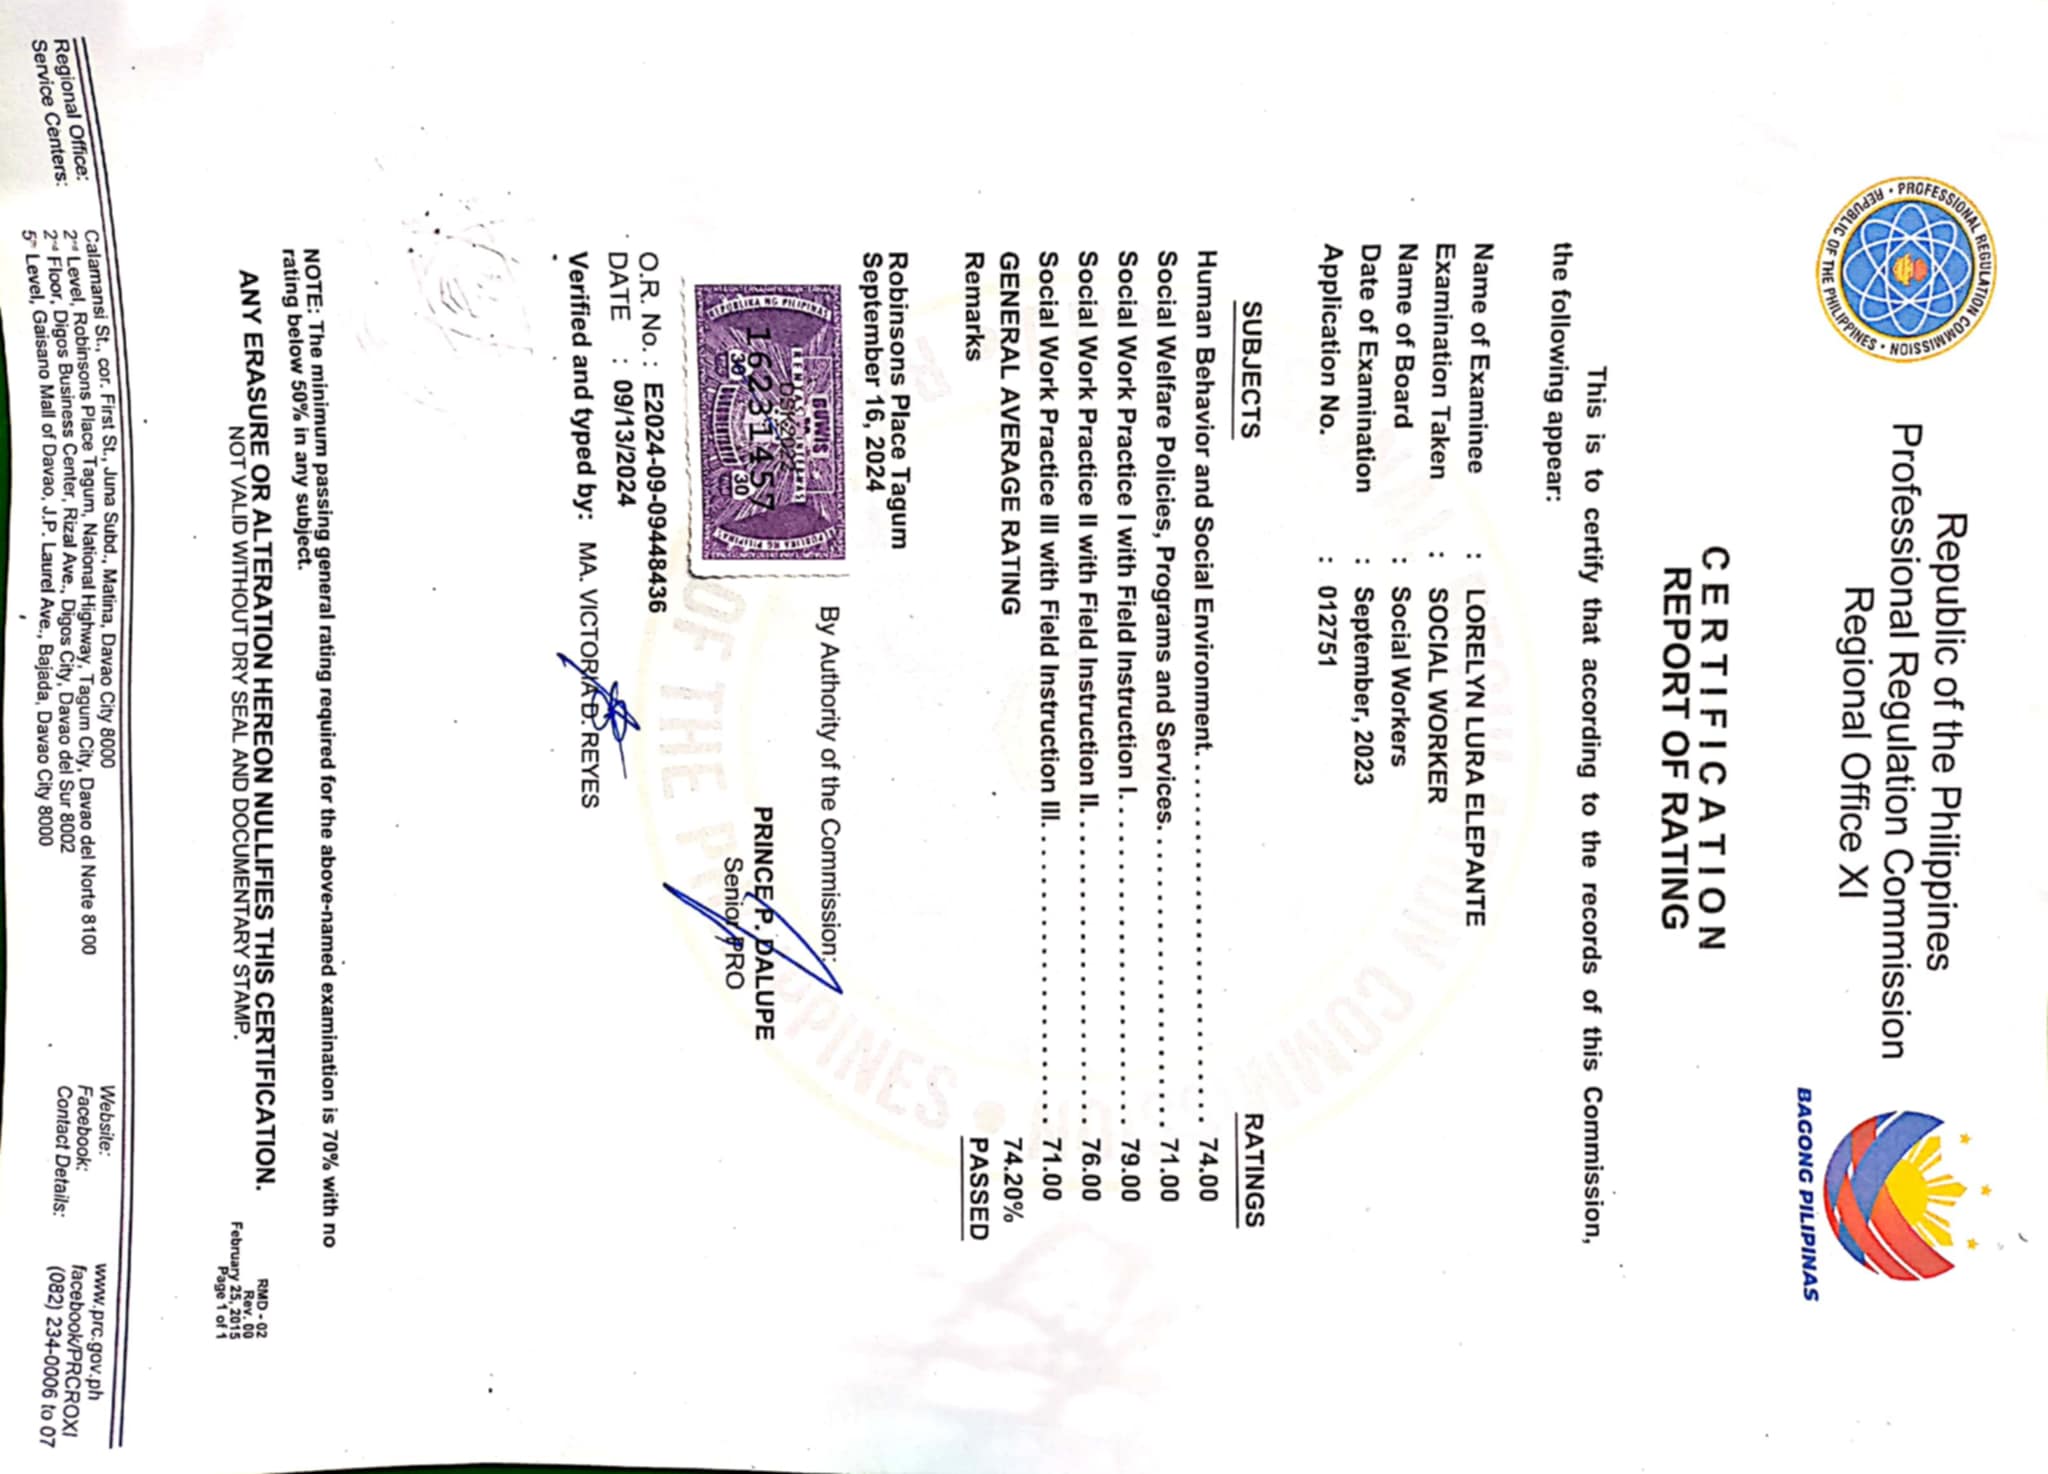 Republic of the Philippines
Professional Regulation Commission
Regional Office XI
PROFESSIONAL REGULATION COMMISSION • REPUBLIC OF THE PHILIPPINES •
BAGONG PILIPINAS
CERTIFICATION
REPORT OF RATING
This is to certify that according to the records of this Commission,
the following appear:
Name of Examinee : LORELYN LURA ELEPANTE
Examination Taken : SOCIAL WORKER
Name of Board : Social Workers
Date of Examination : September, 2023
Application No. : 012751
SUBJECTS RATINGS
Human Behavior and Social Environment. 74.00
Social Welfare Policies, Programs and Services. 71.00
Social Work Practice I with Field Instruction I. 79.00
Social Work Practice II with Field Instruction II. 76.00
Social Work Practice III with Field Instruction III. 71.00
GENERAL AVERAGE RATING 74.20%
Remarks PASSED
Robinsons Place Tagum
September 16, 2024
By Authority of the Commission:
REPUBLIKA NG PILIPINAS
16231457
30
PRINCE P. DALUPE
Senior PRO
O.R. No. : E2024-09-09448436
DATE : 09/13/2024
Verified and typed by: MA. VICTORIA D. REYES
NOTE: The minimum passing general rating required for the above-named examination is 70% with no
rating below 50% in any subject.
ANY ERASURE OR ALTERATION HEREON NULLIFIES THIS CERTIFICATION.
NOT VALID WITHOUT DRY SEAL AND DOCUMENTARY STAMP.
RMD - 02
Rev. 00
February 25, 2015
Page 1 of 1
Regional Office: Calamansi St., cor. First St., Juna Subd., Matina, Davao City 8000
Service Centers: 2nd Level, Robinsons Place Tagum, National Highway, Tagum City, Davao del Norte 8100
2nd Floor, Digos Business Center, Rizal Ave., Digos City, Davao del Sur 8002
5th Level, Gaisano Mall of Davao, J.P. Laurel Ave., Bajada, Davao City 8000
Website: www.prc.gov.ph
Facebook: facebook/PRCROXI
Contact Details: (082) 234-0006 to 07